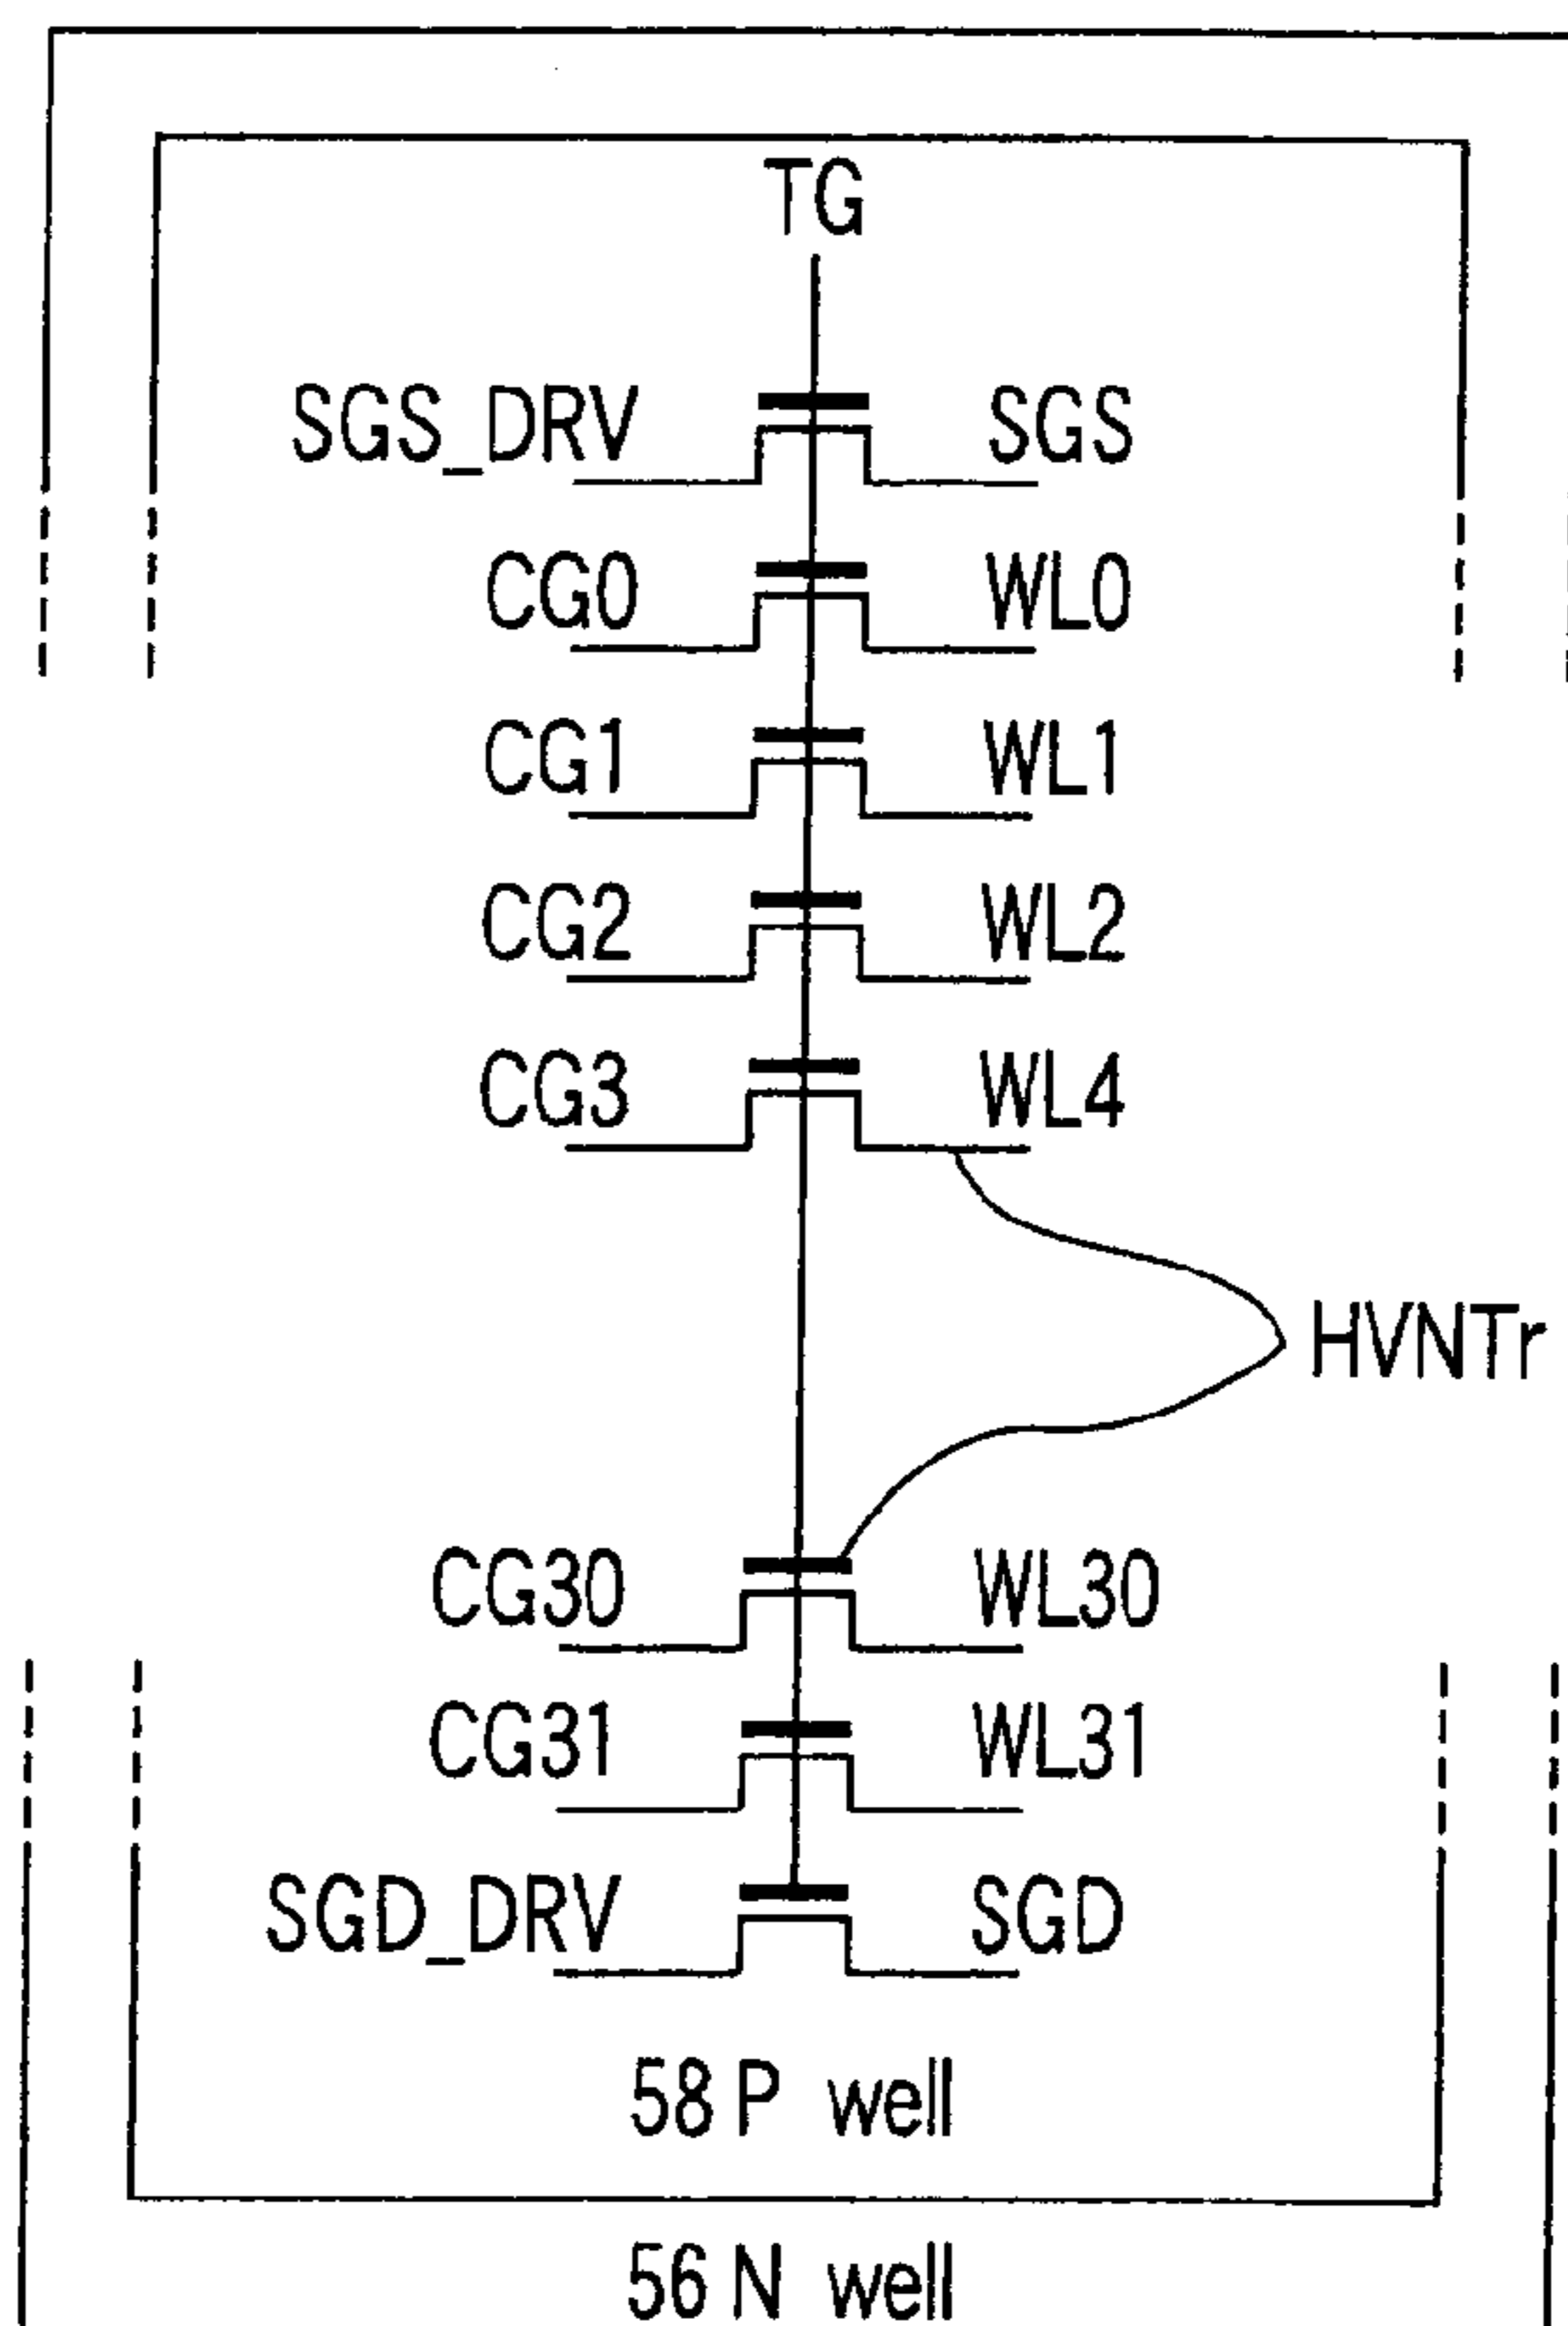 TG
SGS_DRV SGS
CG0 WL0
CG1 WL1
CG2 WL2
CG3 WL4
HVNTr
CG30 WL30
CG31 WL31
SGD_DRV SGD
58 P well
56 N well